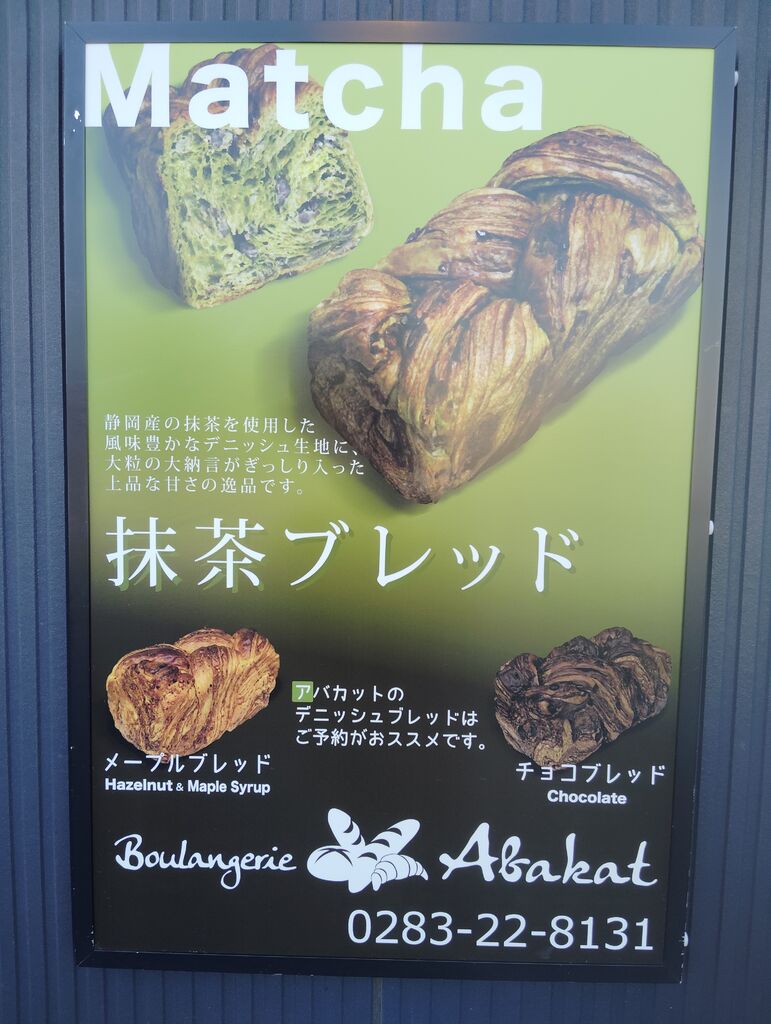 Matcha
静岡産の抹茶を使用した
風味豊かなデニッシュ生地に、
大粒の大納言がぎっしり入った
上品な甘さの逸品です。
抹茶ブレッド
アバカットの
デニッシュブレッドは
ご予約がおススメです。
メープルブレッド
Hazelnut & Maple Syrup
チョコブレッド
Chocolate
Boulangerie Abakat
0283-22-8131